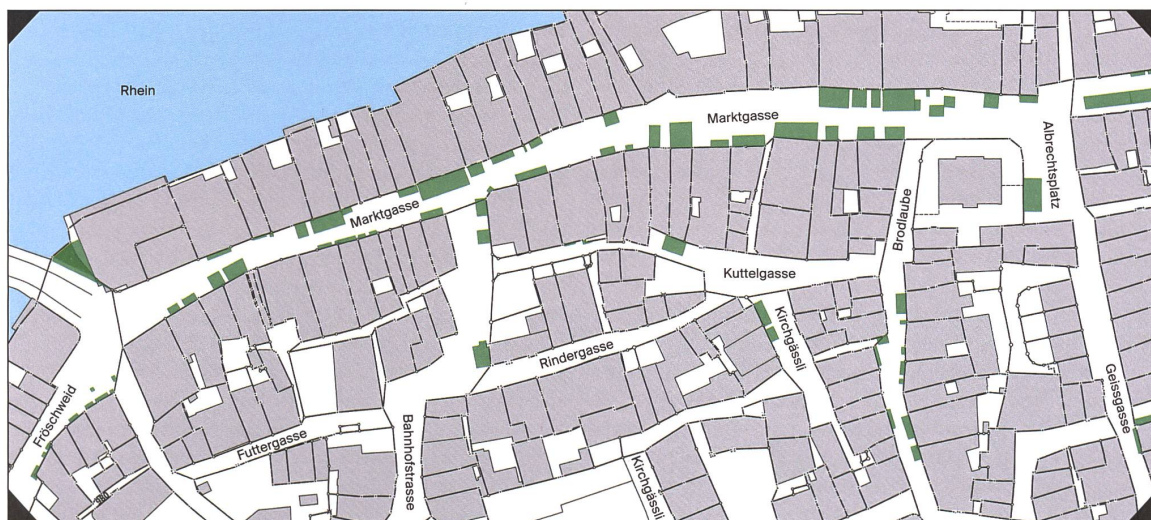 Rhein
Marktgasse
Albrechtsplatz
Marktgasse
Brodlaube
Kuttelgasse
Kirchgässli
Rindergasse
Geissgasse
Fröschweid
Futtergasse
Bahnhofstrasse
Kirchgässli